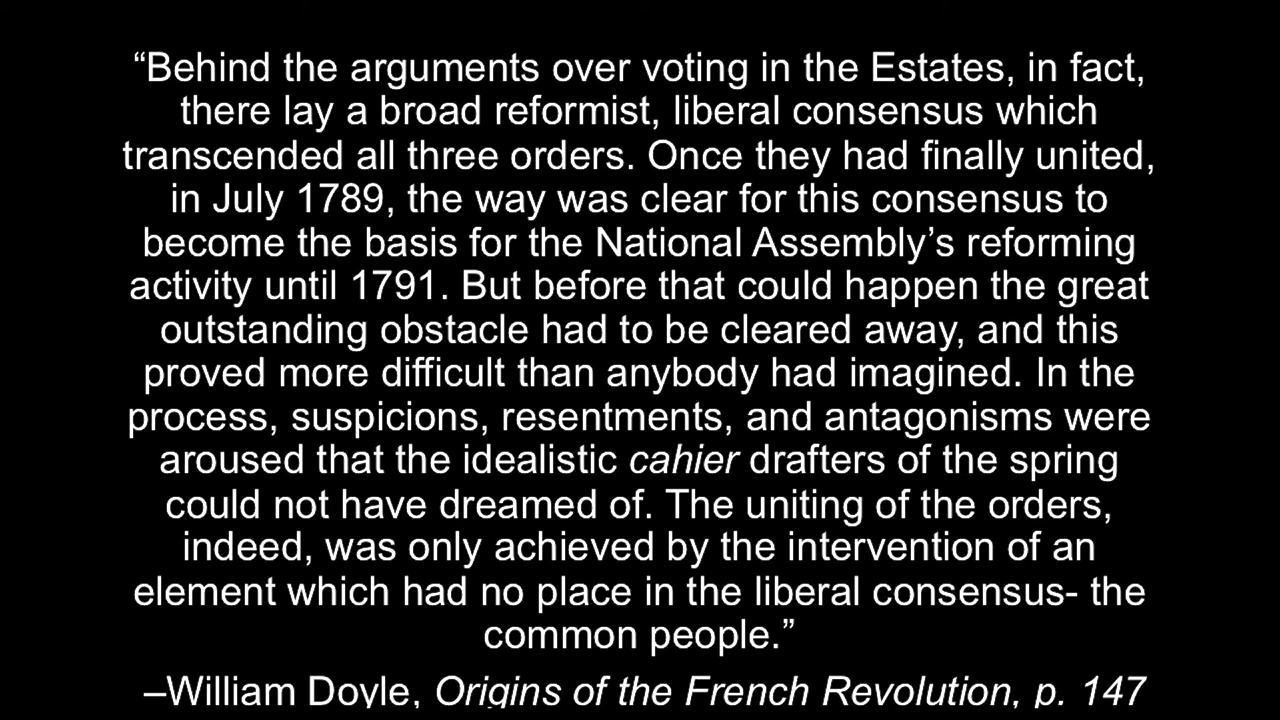 “Behind the arguments over voting in the Estates, in fact,
there lay a broad reformist, liberal consensus which
transcended all three orders. Once they had finally united,
in July 1789, the way was clear for this consensus to
become the basis for the National Assembly’s reforming
activity until 1791. But before that could happen the great
outstanding obstacle had to be cleared away, and this
proved more difficult than anybody had imagined. In the
process, suspicions, resentments, and antagonisms were
aroused that the idealistic cahier drafters of the spring
could not have dreamed of. The uniting of the orders,
indeed, was only achieved by the intervention of an
element which had no place in the liberal consensus- the
common people.”
–William Doyle, Origins of the French Revolution, p. 147